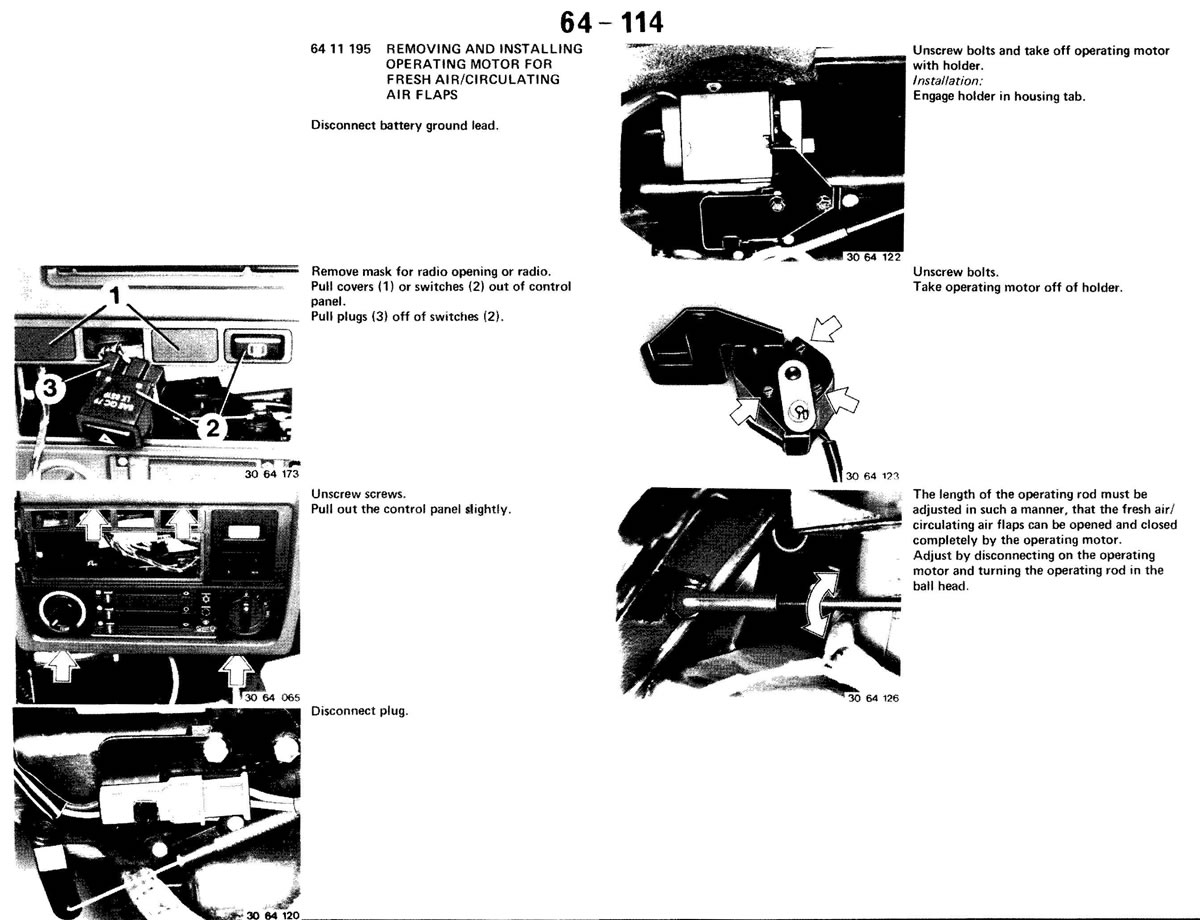 64 – 114
64 11 195 REMOVING AND INSTALLING
OPERATING MOTOR FOR
FRESH AIR/CIRCULATING
AIR FLAPS
Disconnect battery ground lead.
1
3
2
30 64 173
Remove mask for radio opening or radio.
Pull covers (1) or switches (2) out of control
panel.
Pull plugs (3) off of switches (2).
30 64 065
Unscrew screws.
Pull out the control panel slightly.
30 64 120
Disconnect plug.
30 64 122
Unscrew bolts and take off operating motor
with holder.
Installation:
Engage holder in housing tab.
30 64 123
Unscrew bolts.
Take operating motor off of holder.
30 64 126
The length of the operating rod must be
adjusted in such a manner, that the fresh air/
circulating air flaps can be opened and closed
completely by the operating motor.
Adjust by disconnecting on the operating
motor and turning the operating rod in the
ball head.